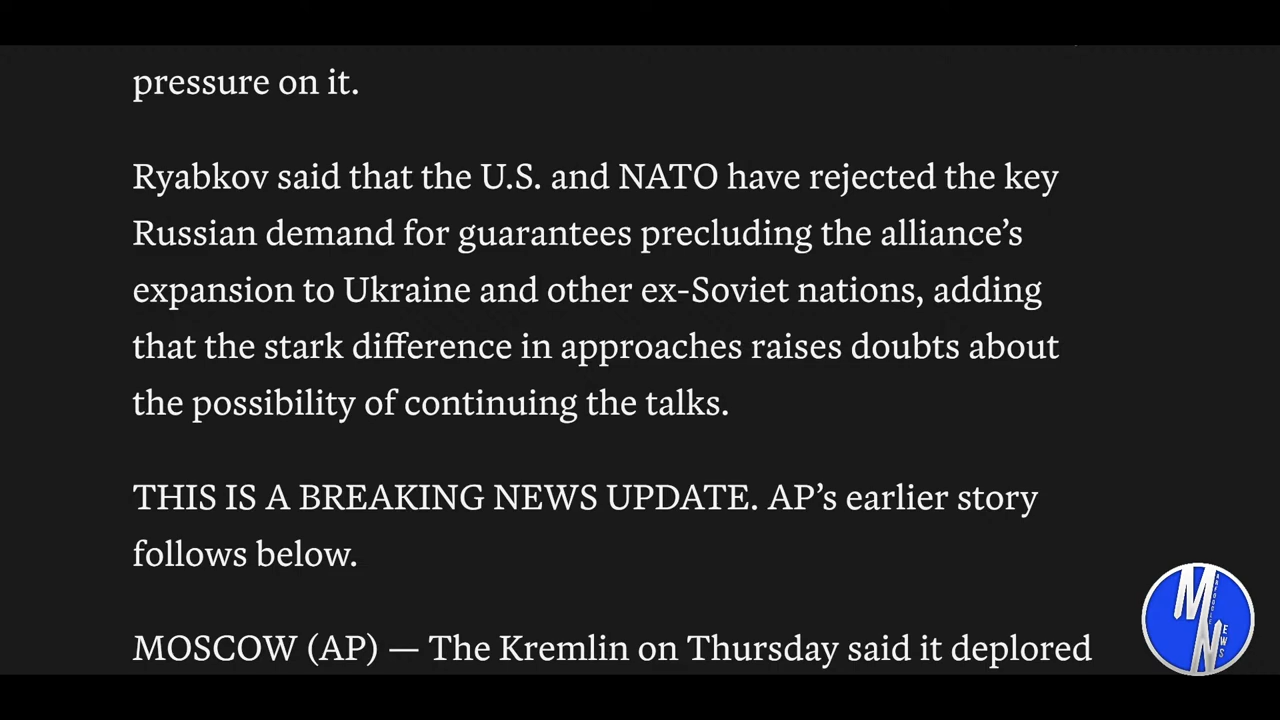 pressure on it.
Ryabkov said that the U.S. and NATO have rejected the key
Russian demand for guarantees precluding the alliance’s
expansion to Ukraine and other ex-Soviet nations, adding
that the stark difference in approaches raises doubts about
the possibility of continuing the talks.
THIS IS A BREAKING NEWS UPDATE. AP’s earlier story
follows below.
MOSCOW (AP) — The Kremlin on Thursday said it deplored
M
N
EWS